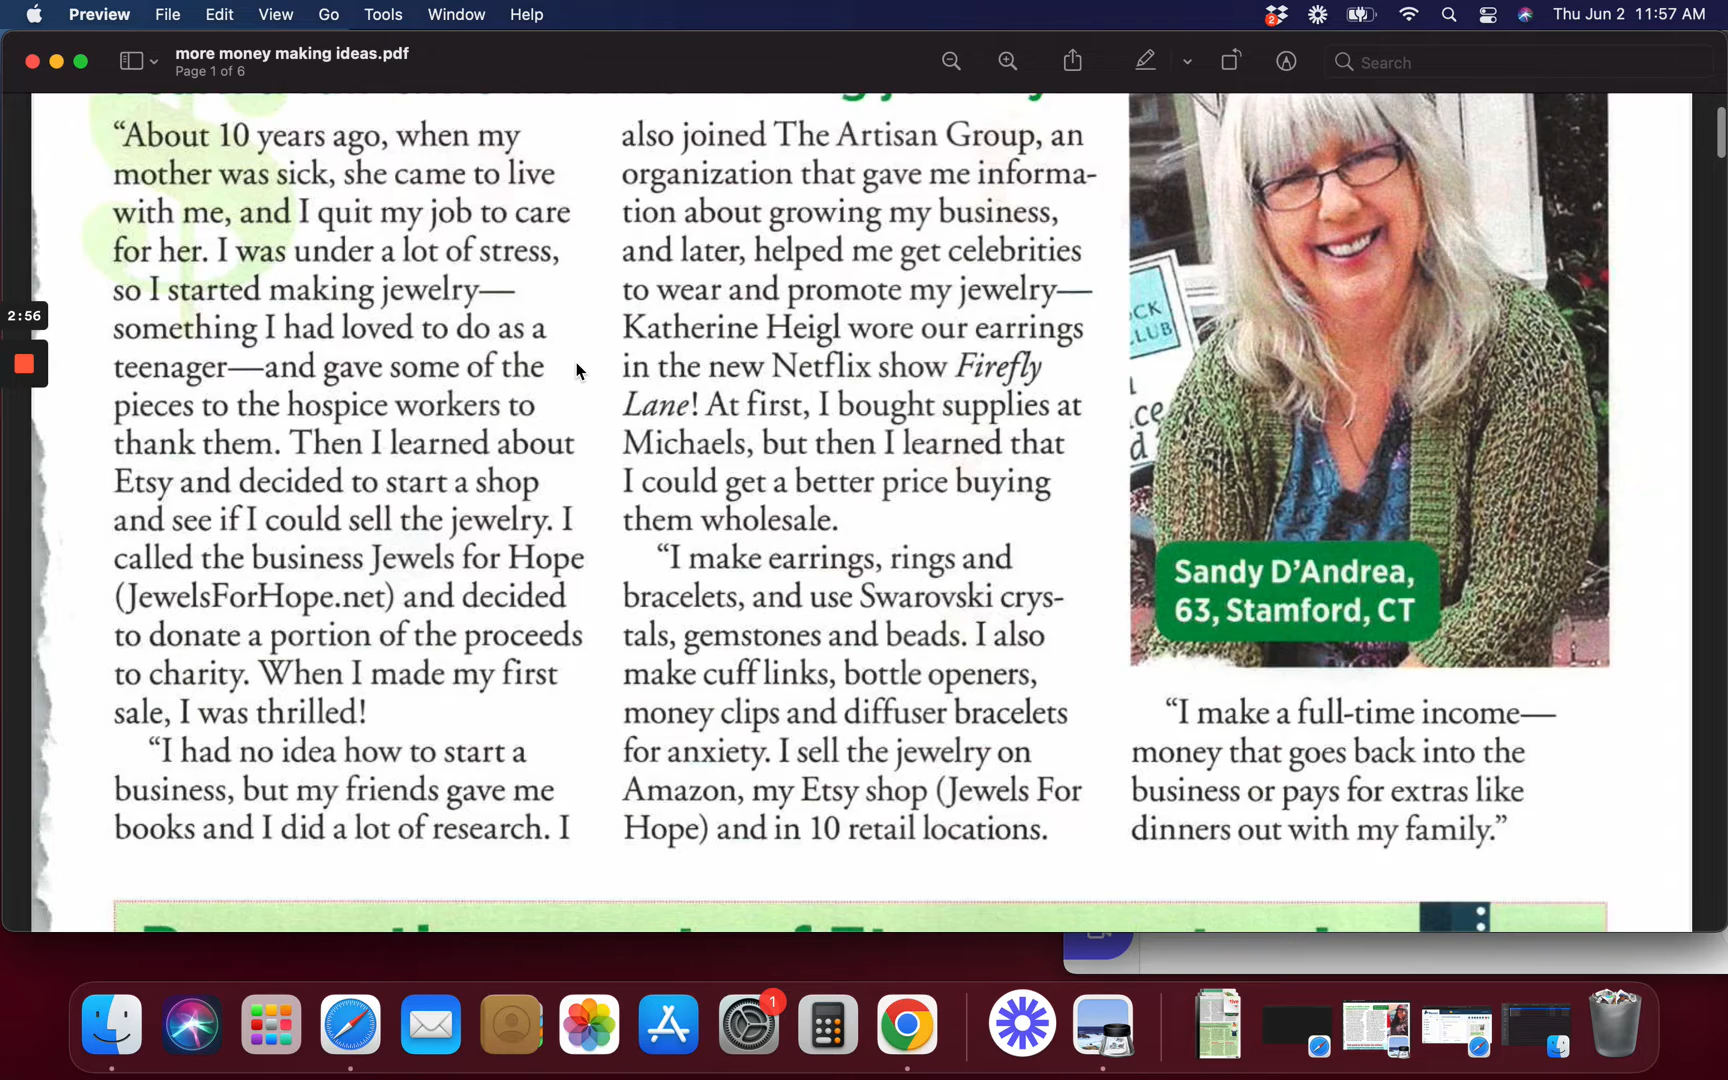 Preview File Edit View Go Tools Window Help
2
Thu Jun 2 11:57 AM
more money making ideas.pdf
Page 1 of 6
Search
2:56
“About 10 years ago, when my
mother was sick, she came to live
with me, and I quit my job to care
for her. I was under a lot of stress,
so I started making jewelry—
something I had loved to do as a
teenager—and gave some of the
pieces to the hospice workers to
thank them. Then I learned about
Etsy and decided to start a shop
and see if I could sell the jewelry. I
called the business Jewels for Hope
(JewelsForHope.net) and decided
to donate a portion of the proceeds
to charity. When I made my first
sale, I was thrilled!
“I had no idea how to start a
business, but my friends gave me
books and I did a lot of research. I
also joined The Artisan Group, an
organization that gave me informa-
tion about growing my business,
and later, helped me get celebrities
to wear and promote my jewelry—
Katherine Heigl wore our earrings
in the new Netflix show Firefly
Lane! At first, I bought supplies at
Michaels, but then I learned that
I could get a better price buying
them wholesale.
“I make earrings, rings and
bracelets, and use Swarovski crys-
tals, gemstones and beads. I also
make cuff links, bottle openers,
money clips and diffuser bracelets
for anxiety. I sell the jewelry on
Amazon, my Etsy shop (Jewels For
Hope) and in 10 retail locations.
Sandy D’Andrea,
63, Stamford, CT
“I make a full-time income—
money that goes back into the
business or pays for extras like
dinners out with my family.”
1